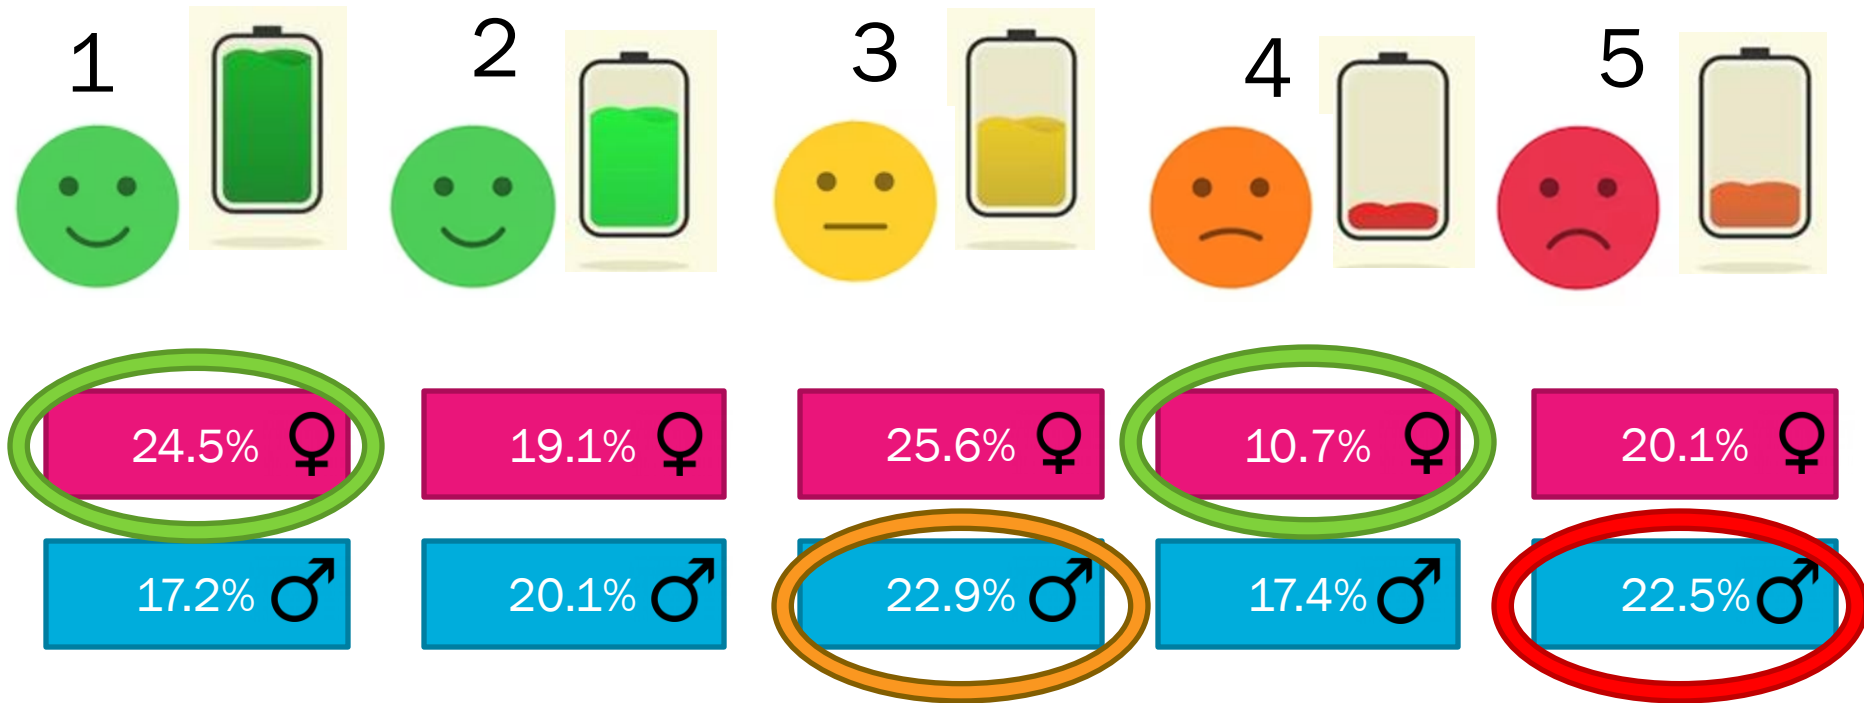 1 2 3 4 5
24.5% ♀ 19.1% ♀ 25.6% ♀ 10.7% ♀ 20.1% ♀
17.2% ♂ 20.1% ♂ 22.9% ♂ 17.4% ♂ 22.5% ♂